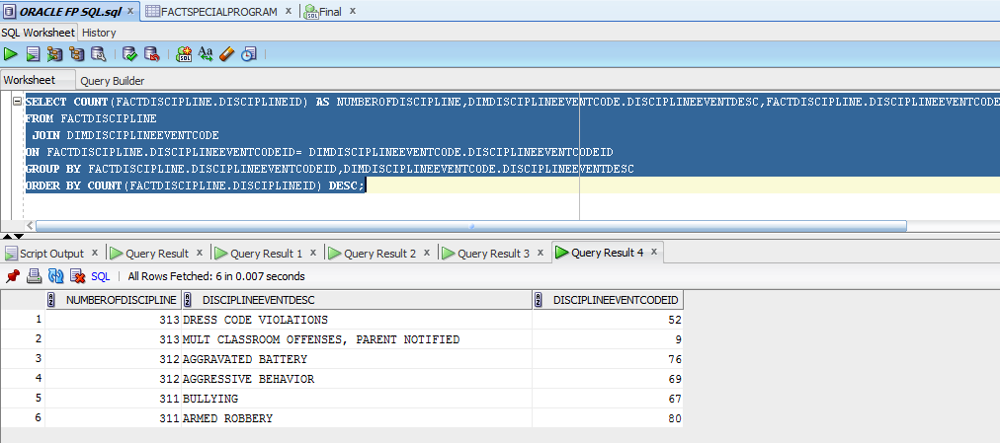 ORACLE FP SQL.sql x FACTSPECIALPROGRAM x SQL Final x
SQL Worksheet History
Worksheet Query Builder
SELECT COUNT(FACTDISCIPLINE.DISCIPLINEID) AS NUMBEROFDISCIPLINE,DIMDISCIPLINEEVENTCODE.DISCIPLINEEVENTDESC,FACTDISCIPLINE.DISCIPLINEEVENTCODE
FROM FACTDISCIPLINE
JOIN DIMDISCIPLINEEVENTCODE
ON FACTDISCIPLINE.DISCIPLINEEVENTCODEID= DIMDISCIPLINEEVENTCODE.DISCIPLINEEVENTCODEID
GROUP BY FACTDISCIPLINE.DISCIPLINEEVENTCODEID,DIMDISCIPLINEEVENTCODE.DISCIPLINEEVENTDESC
ORDER BY COUNT(FACTDISCIPLINE.DISCIPLINEID) DESC;
Script Output x Query Result x Query Result 1 x Query Result 2 x Query Result 3 x Query Result 4 x
SQL | All Rows Fetched: 6 in 0.007 seconds
NUMBEROFDISCIPLINE DISCIPLINEEVENTDESC DISCIPLINEEVENTCODEID
1 313 DRESS CODE VIOLATIONS 52
2 313 MULT CLASSROOM OFFENSES, PARENT NOTIFIED 9
3 312 AGGRAVATED BATTERY 76
4 312 AGGRESSIVE BEHAVIOR 69
5 311 BULLYING 67
6 311 ARMED ROBBERY 80